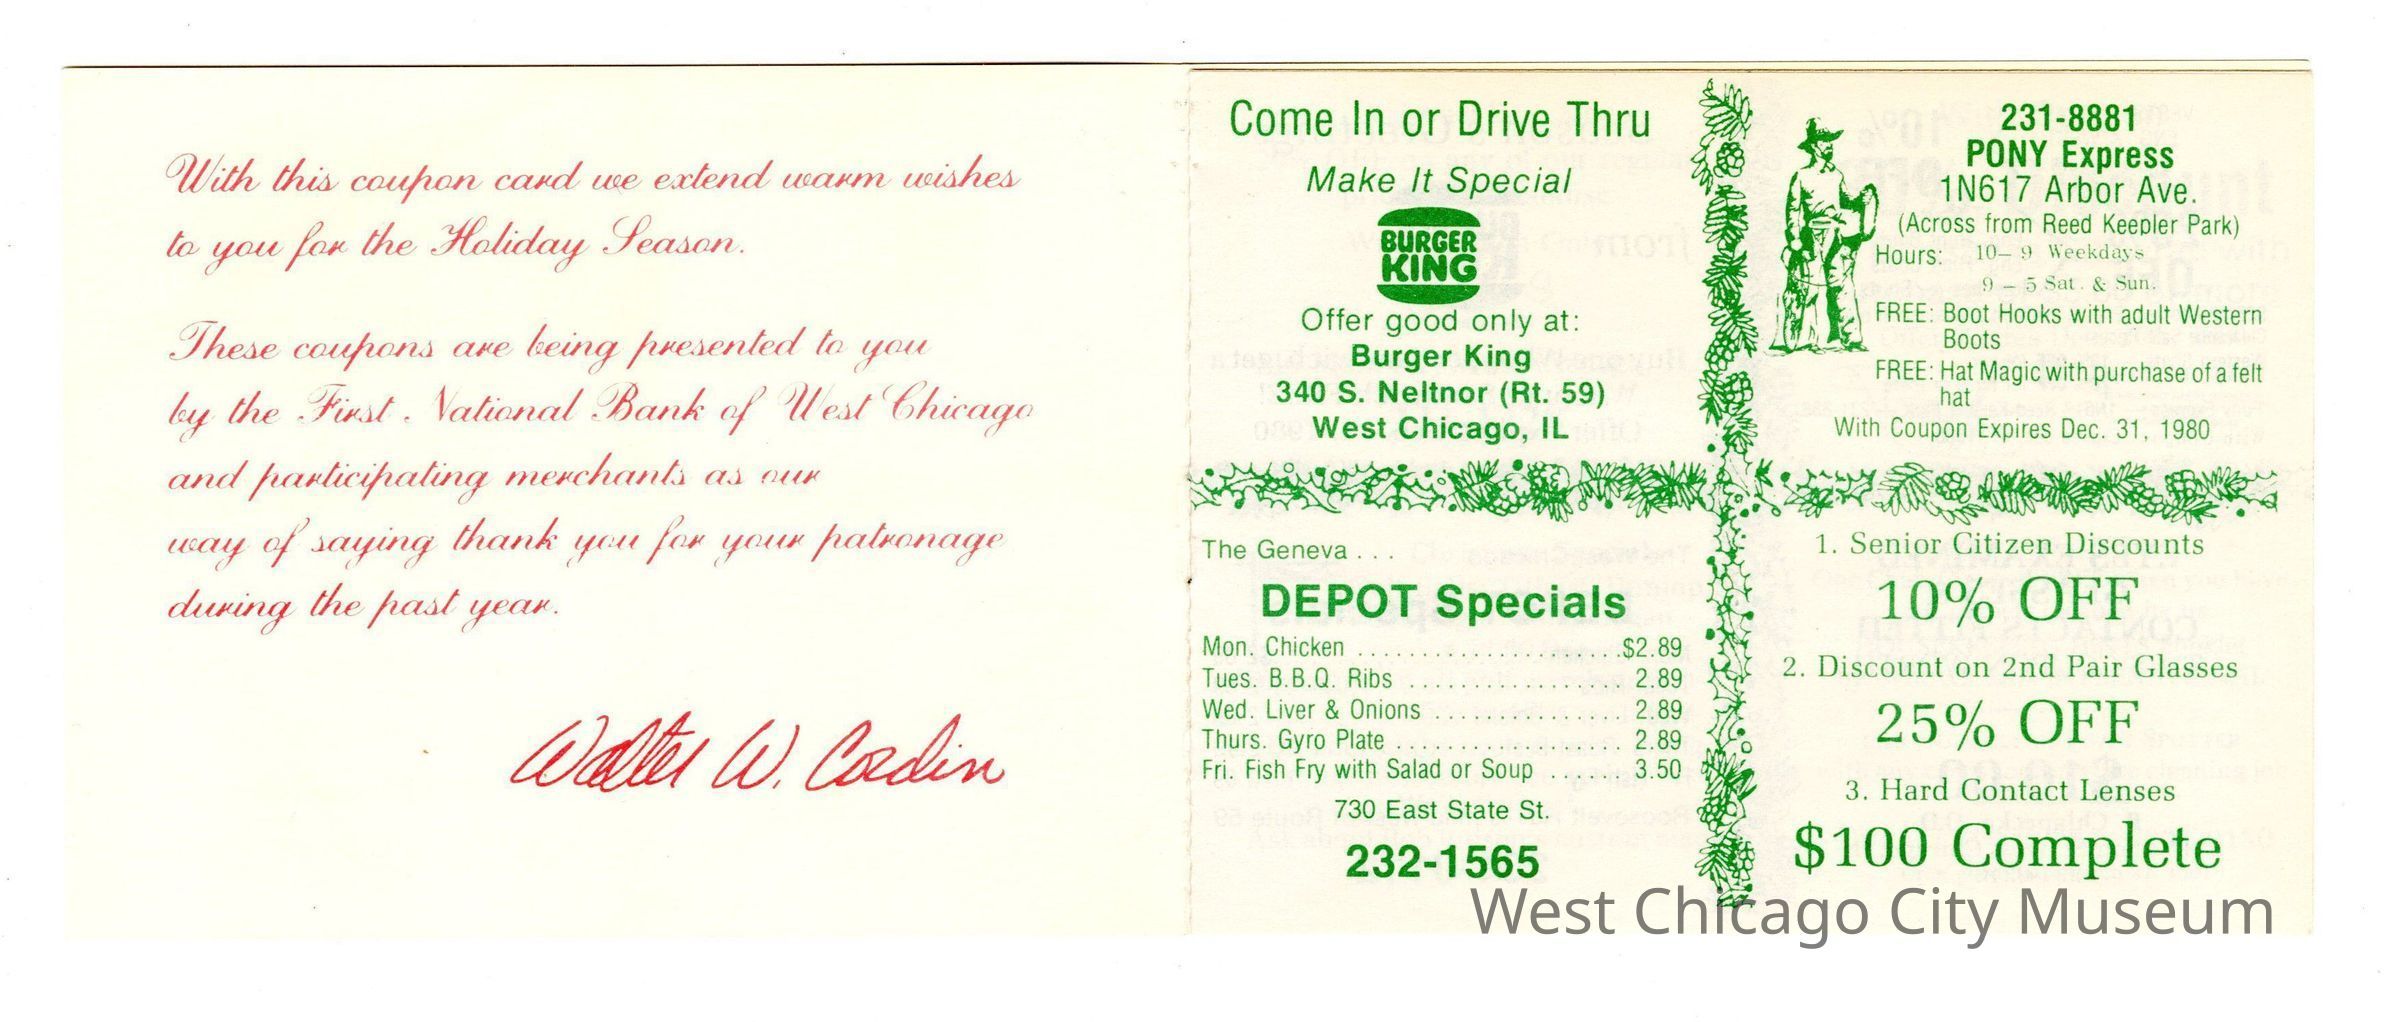 With this coupon card we extend warm wishes
to you for the Holiday Season.
These coupons are being presented to you
by the First National Bank of West Chicago
and participating merchants as our
way of saying thank you for your patronage
during the past year.
Walter W. Cordin
Come In or Drive Thru
Make It Special
BURGER
KING
Offer good only at:
Burger King
340 S. Neltnor (Rt. 59)
West Chicago, IL
231-8881
PONY Express
1N617 Arbor Ave.
(Across from Reed Keepler Park)
Hours: 10– 9 Weekdays
9 – 5 Sat. & Sun.
FREE: Boot Hooks with adult Western
Boots
FREE: Hat Magic with purchase of a felt
hat
With Coupon Expires Dec. 31, 1980
The Geneva . . .
DEPOT Specials
Mon. Chicken .....................$2.89
Tues. B.B.Q. Ribs ................. 2.89
Wed. Liver & Onions ............... 2.89
Thurs. Gyro Plate .................. 2.89
Fri. Fish Fry with Salad or Soup ...... 3.50
730 East State St.
232-1565
1. Senior Citizen Discounts
10% OFF
2. Discount on 2nd Pair Glasses
25% OFF
3. Hard Contact Lenses
$100 Complete
West Chicago City Museum